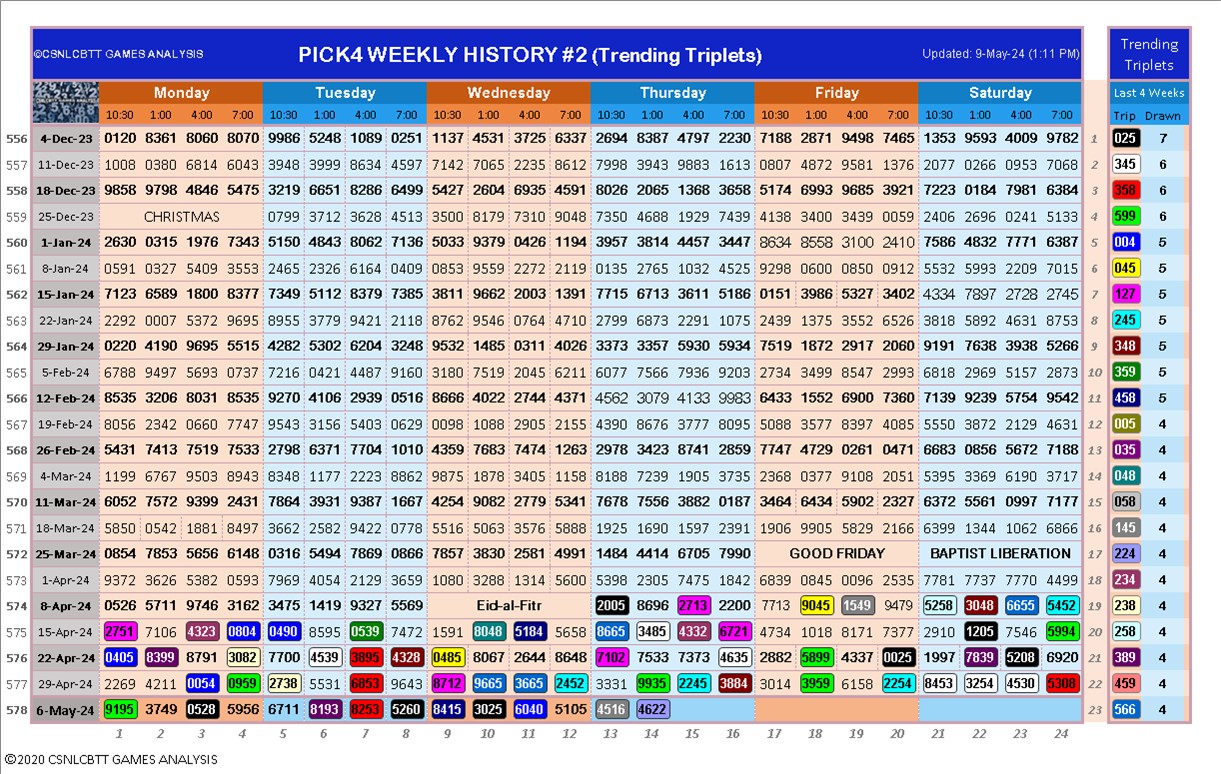 ©CSNLCBTT GAMES ANALYSIS PICK4 WEEKLY HISTORY #2 (Trending Triplets) Updated: 9-May-24 (1:11 PM) Trending Triplets
Monday Tuesday Wednesday Thursday Friday Saturday Last 4 Weeks
10:30 1:00 4:00 7:00 10:30 1:00 4:00 7:00 10:30 1:00 4:00 7:00 10:30 1:00 4:00 7:00 10:30 1:00 4:00 7:00 10:30 1:00 4:00 7:00 Trip Drawn
556 4-Dec-23 0120 8361 8060 8070 9986 5248 1089 0251 1137 4531 3725 6337 2694 8387 4797 2230 7188 2871 9498 7465 1353 9593 4009 9782 1 025 7
557 11-Dec-23 1008 0380 6814 6043 3948 3999 8634 4597 7142 7065 2235 8612 7998 3943 9885 1613 0807 4872 9581 1376 2077 0266 0953 7068 2 345 6
558 18-Dec-23 9858 9798 4846 5475 3219 6651 8286 6499 5427 2604 6935 4591 8026 2065 1368 3658 5174 6993 9685 3921 7223 0184 7981 6384 3 358 6
559 25-Dec-23 CHRISTMAS 0799 3712 3628 4513 3500 8179 7310 9048 7350 4688 1929 7439 4138 3400 3439 0059 2406 2696 0241 5133 4 599 6
560 1-Jan-24 2630 0315 1976 7343 5150 4843 8062 7136 5033 9379 0426 1194 3957 3814 4457 3447 8634 8558 3100 2410 7586 4832 7771 6387 5 004 5
561 8-Jan-24 0591 0327 5409 3553 2465 2326 6164 0409 0853 9559 2272 2119 0135 2765 1032 4525 9298 0600 0850 0912 5532 5993 2209 7015 6 045 5
562 15-Jan-24 7123 6589 1800 8377 7349 5112 8379 7385 3811 9662 2003 1391 7715 6713 3611 5186 0151 3986 5327 3402 4334 7897 2728 2745 7 127 5
563 22-Jan-24 2292 0007 5372 9695 8955 3779 9421 2118 8762 9546 0764 4710 2799 6873 2291 1075 2439 1375 3552 6526 3818 5892 4631 8753 8 245 5
564 29-Jan-24 0220 4190 9695 5515 4282 5302 6204 3248 9532 1485 0311 4026 3373 3357 5930 5934 7519 1872 2917 2060 9191 7638 3938 5266 9 348 5
565 5-Feb-24 6788 9497 5693 0737 7216 0421 4487 9160 3180 7519 2045 6211 6077 7566 7936 9203 2734 3499 8547 2993 6818 2969 5157 2873 10 359 5
566 12-Feb-24 8535 3206 8031 8535 9270 4106 2939 0516 8666 4022 2744 4371 4562 3079 4133 9983 6433 1552 6900 7360 7139 9239 5754 9542 11 458 5
567 19-Feb-24 8056 2342 0660 7747 9543 3156 5403 0629 0098 1088 2905 2155 4390 8676 3777 8095 5088 3577 8397 4085 5550 3872 2129 4631 12 005 4
568 26-Feb-24 5431 7413 7519 7533 2798 6371 7704 1010 4359 7683 7474 1263 2978 3423 8741 2859 7747 4729 0261 0471 6683 0856 5672 7188 13 035 4
569 4-Mar-24 1199 6767 9503 8943 8348 1177 2223 8862 9875 1878 3405 1158 8188 7239 1905 3735 2368 0377 9108 2051 5395 3369 6190 3717 14 048 4
570 11-Mar-24 6052 7572 9399 2431 7864 3931 9387 1667 4254 9082 2779 5341 7678 7556 3882 0187 3464 6434 5902 2327 6372 5561 0997 7177 15 058 4
571 18-Mar-24 5850 0542 1881 8497 3662 2582 9422 0778 5516 5063 3576 5888 1925 1690 1597 2391 1906 9905 5829 2166 6399 1344 1062 6866 16 145 4
572 25-Mar-24 0854 7853 5656 6148 0316 5494 7869 0866 7857 3830 2581 4991 1484 4414 6705 7990 GOOD FRIDAY BAPTIST LIBERATION 17 224 4
573 1-Apr-24 9372 3626 5382 0593 7969 4054 2129 3659 1080 3288 1314 5600 5398 2305 7475 1842 6839 0845 0096 2535 7781 7737 7770 4499 18 234 4
574 8-Apr-24 0526 5711 9746 3162 3475 1419 9327 5569 Eid-al-Fitr 2005 8696 2713 2200 7713 9045 1549 9479 5258 3048 6655 5452 19 238 4
575 15-Apr-24 2751 7106 4323 0804 0490 8595 0539 7472 1591 8048 5184 5658 8665 3485 4332 6721 4734 1018 8171 7377 2910 1205 7546 5994 20 258 4
576 22-Apr-24 0405 8399 8791 3082 7700 4539 3895 4328 0485 8067 2644 8648 7102 7533 7373 4635 2882 5899 4337 0025 1997 7839 5208 6920 21 389 4
577 29-Apr-24 2269 4211 0054 0959 2738 5531 6853 9643 8712 9665 3665 2452 3331 9935 2245 3884 3014 3959 6158 2254 8453 3254 4530 5308 22 459 4
578 6-May-24 9195 3749 0528 5956 6711 8193 8253 5260 8415 3025 6040 5105 4516 4622 23 566 4
1 2 3 4 5 6 7 8 9 10 11 12 13 14 15 16 17 18 19 20 21 22 23 24
©2020 CSNLCBTT GAMES ANALYSIS